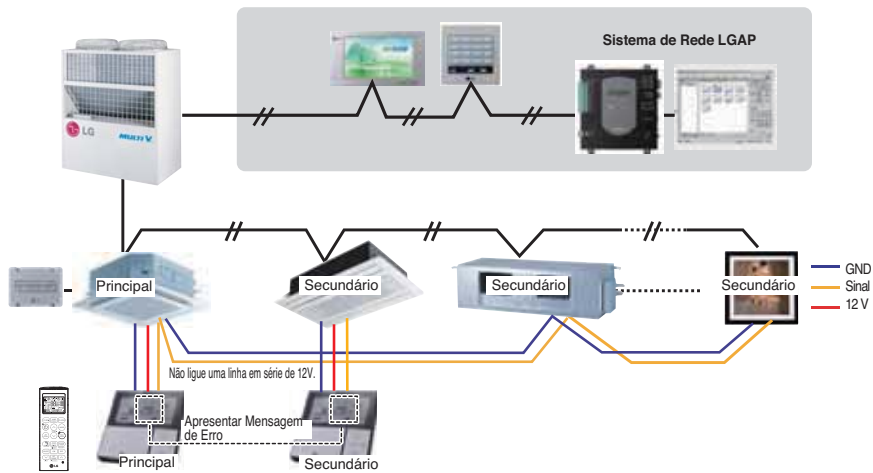 Sistema de Rede LGAP
LG
MULTI V
Principal
Secundário
Secundário
Secundário
GND
Sinal
12 V
Não ligue uma linha em série de 12V.
Apresentar Mensagem
de Erro
Principal
Secundário
LG